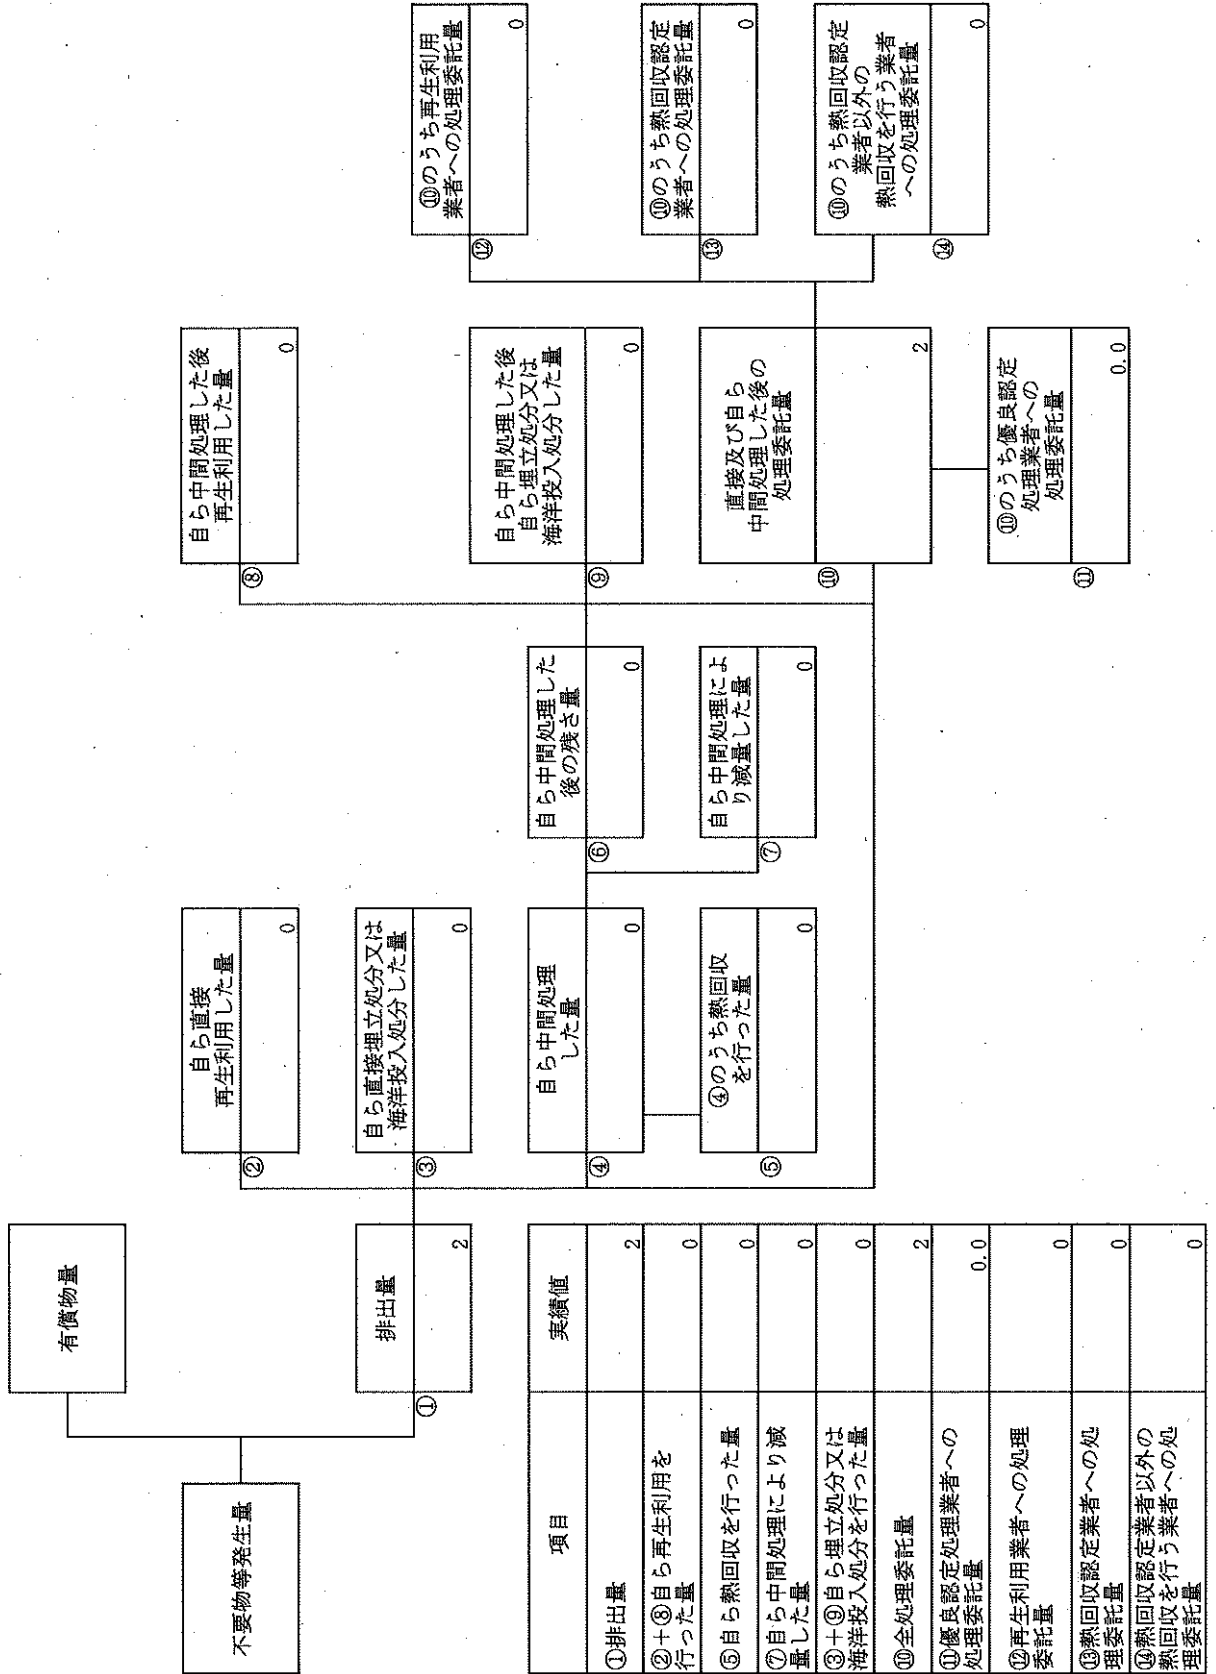 不要物等発生量
有償物量
排出量
①
2
自ら直接
再生利用した量
②
0
自ら直接埋立処分又は
海洋投入処分した量
③
0
自ら中間処理
した量
④
0
④のうち熱回収
を行った量
⑤
0
自ら中間処理した
後の残さ量
⑥
0
自ら中間処理によ
り減量した量
⑦
0
自ら中間処理した後
再生利用した量
⑧
0
自ら中間処理した後
自ら埋立処分又は
海洋投入処分した量
⑨
0
直接及び自ら
中間処理した後の
処理委託量
⑩
2
⑩のうち優良認定
処理業者への
処理委託量
⑪
0.0
⑩のうち再生利用
業者への処理委託量
⑫
0
⑩のうち熱回収認定
業者への処理委託量
⑬
0
⑩のうち熱回収認定
業者以外の
熱回収を行う業者
への処理委託量
⑭
0
項目
実績値
①排出量
2
②+⑧自ら再生利用を
行った量
0
⑤自ら熱回収を行った量
0
⑦自ら中間処理により減
量した量
0
③+⑨自ら埋立処分又は
海洋投入処分を行った量
0
⑩全処理委託量
2
⑪優良認定処理業者への
処理委託量
0.0
⑫再生利用業者への処理
委託量
0
⑬熱回収認定業者への処
理委託量
0
⑭熱回収認定業者以外の
熱回収を行う業者への処
理委託量
0